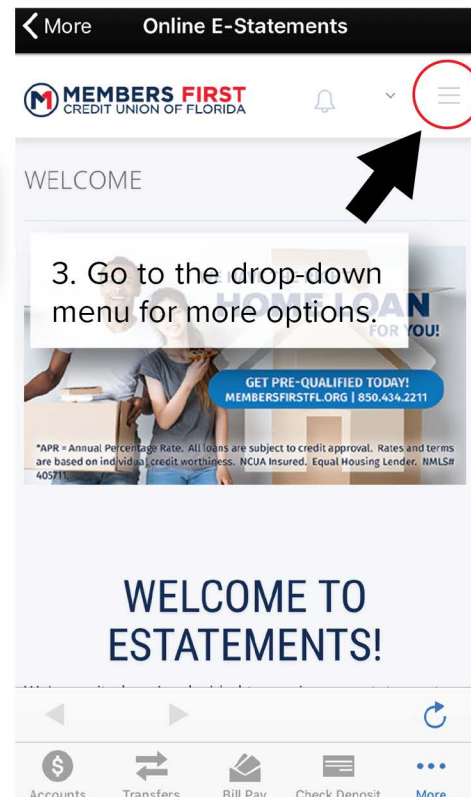 More Online E-Statements
MEMBERS FIRST
CREDIT UNION OF FLORIDA
WELCOME
3. Go to the drop-down
menu for more options.
HOME LOAN
FOR YOU!
GET PRE-QUALIFIED TODAY!
MEMBERSFIRSTFL.ORG | 850.434.2211
*APR = Annual Percentage Rate. All loans are subject to credit approval. Rates and terms
are based on individual credit worthiness. NCUA Insured. Equal Housing Lender. NMLS#
405711.
WELCOME TO
ESTATEMENTS!
Accounts Transfers Bill Pay Check Deposit More